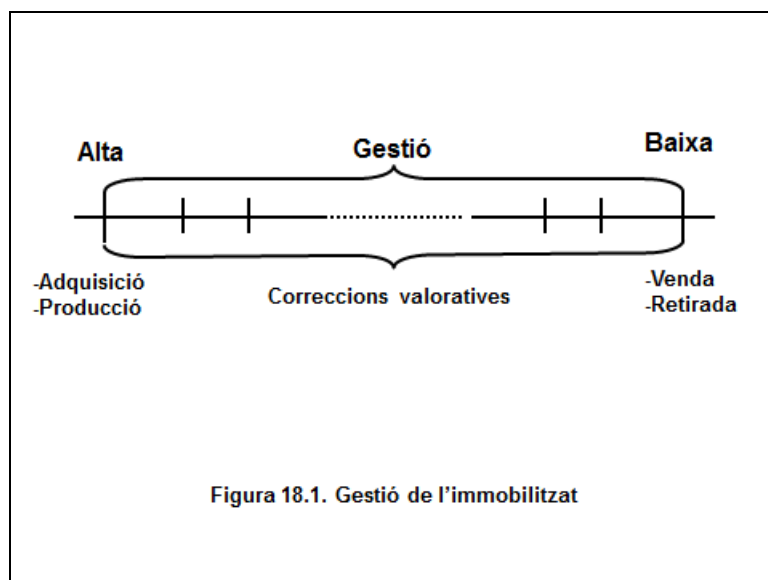 Alta
Gestió
Baixa
-Adquisició
-Producció
Correccions valoratives
-Venda
-Retirada
Figura 18.1. Gestió de l'immobilitzat